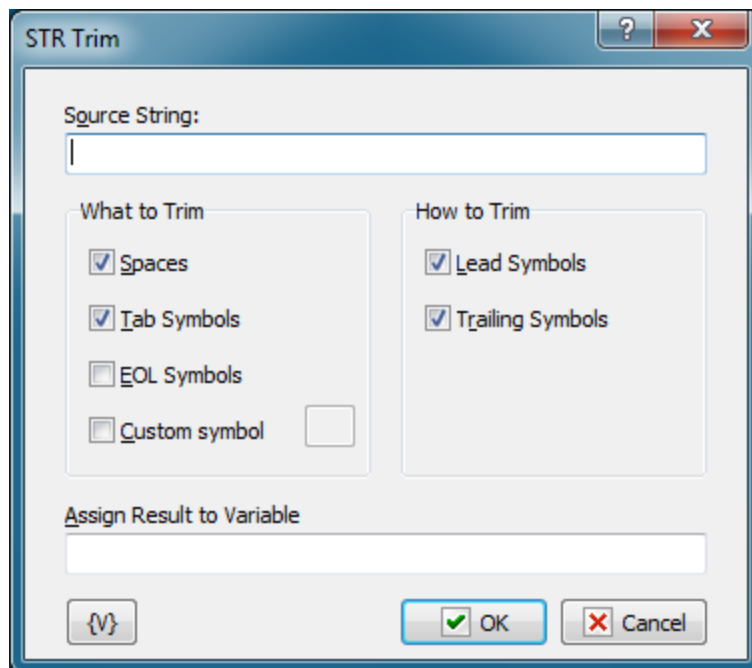 STR Trim
?
Source String:
What to Trim
How to Trim
Spaces
Lead Symbols
Tab Symbols
Trailing Symbols
EOL Symbols
Custom symbol
Assign Result to Variable
{V}
OK
Cancel